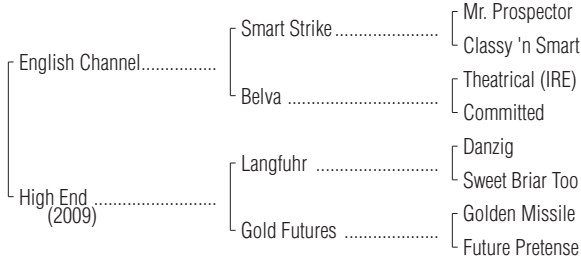 Mr. Prospector
Smart Strike
Classy 'n Smart
English Channel
Theatrical (IRE)
Belva
Committed
Danzig
Langfuhr
Sweet Briar Too
High End
(2009)
Golden Missile
Gold Futures
Future Pretense